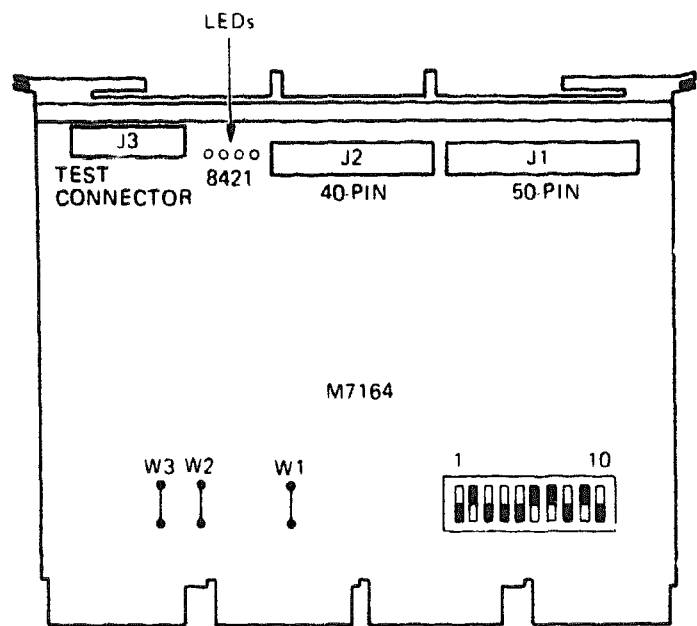 LEDs
J3
J2
J1
TEST
CONNECTOR
8421
40-PIN
50-PIN
M7164
W3
W2
W1
1
10